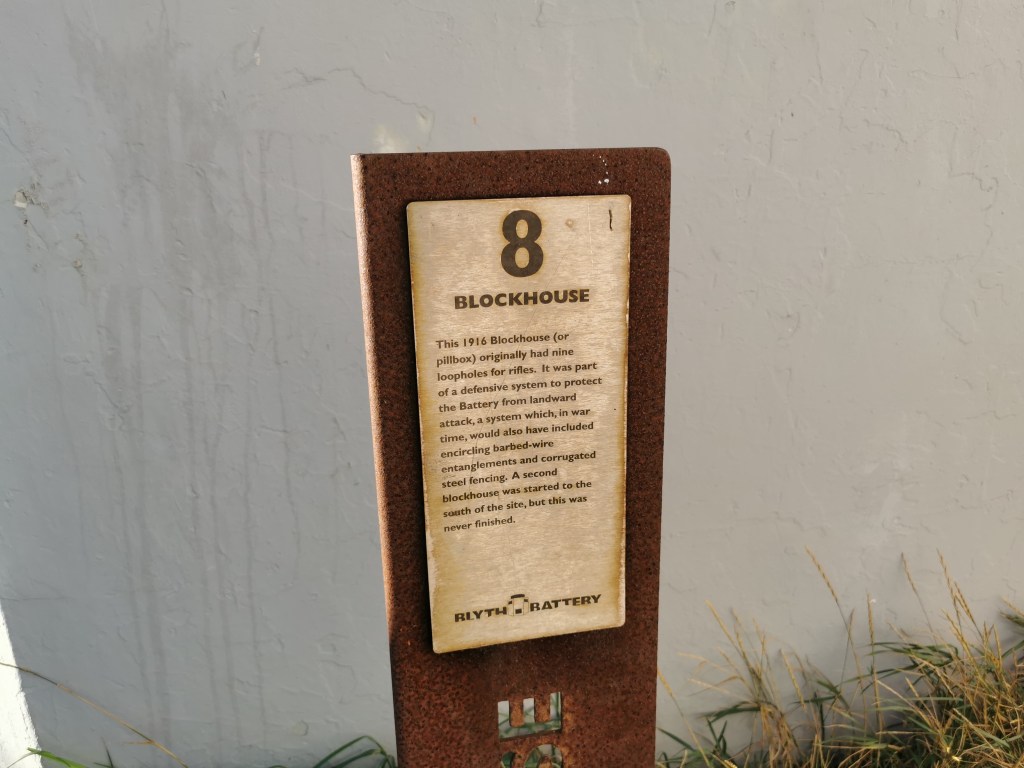 8
BLOCKHOUSE
This 1916 Blockhouse (or
pillbox) originally had nine
loopholes for rifles. It was part
of a defensive system to protect
the Battery from landward
attack, a system which, in war
time, would also have included
encircling barbed-wire
entanglements and corrugated
steel fencing. A second
blockhouse was started to the
south of the site, but this was
never finished.
BLYTH BATTERY
SE